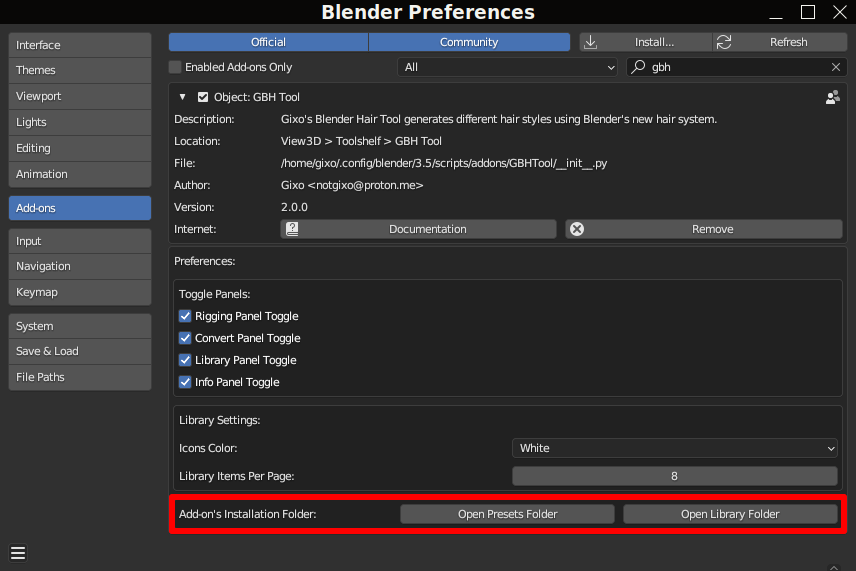 Blender Preferences
Interface
Themes
Viewport
Lights
Editing
Animation
Add-ons
Input
Navigation
Keymap
System
Save & Load
File Paths
Official Community Install... Refresh
Enabled Add-ons Only All gbh
Object: GBH Tool
Description: Gixo's Blender Hair Tool generates different hair styles using Blender's new hair system.
Location: View3D > Toolshelf > GBH Tool
File: /home/gixo/.config/blender/3.5/scripts/addons/GBHTool/__init__.py
Author: Gixo <notgixo@proton.me>
Version: 2.0.0
Internet: Documentation Remove
Preferences:
Toggle Panels:
Rigging Panel Toggle
Convert Panel Toggle
Library Panel Toggle
Info Panel Toggle
Library Settings:
Icons Color: White
Library Items Per Page: 8
Add-on's Installation Folder: Open Presets Folder Open Library Folder